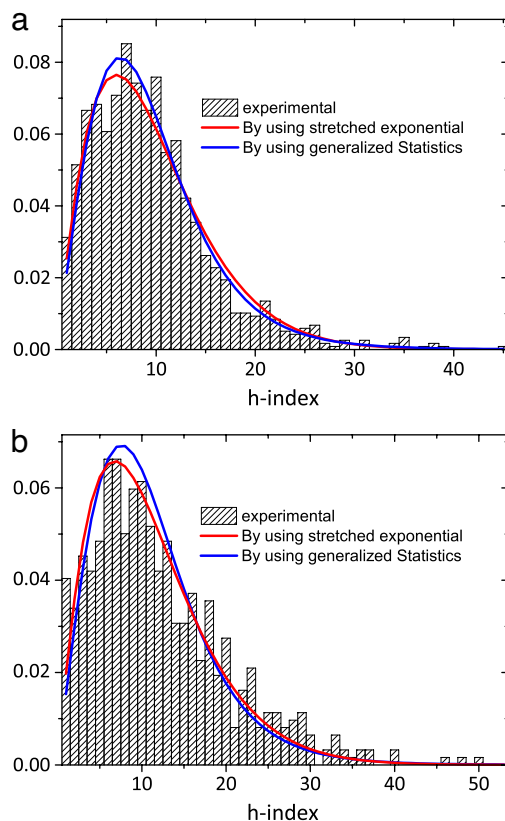 a
0.08
0.06
0.04
0.02
0.00
experimental
By using stretched exponential
By using generalized Statistics
10
20
30
40
h-index
b
0.06
0.04
0.02
0.00
experimental
By using stretched exponential
By using generalized Statistics
10
20
30
40
50
h-index